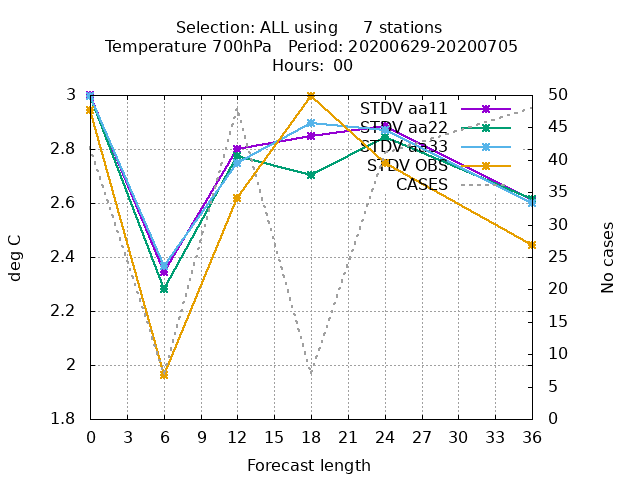 Selection: ALL using     7 stations
Temperature 700hPa   Period: 20200629-20200705
Hours:  00
STDV aa11
STDV aa22
STDV aa33
STDV OBS
CASES
deg C
3
2.8
2.6
2.4
2.2
2
1.8
50
45
40
35
30
25
20
15
10
5
0
No cases
0 3 6 9 12 15 18 21 24 27 30 33 36
Forecast length